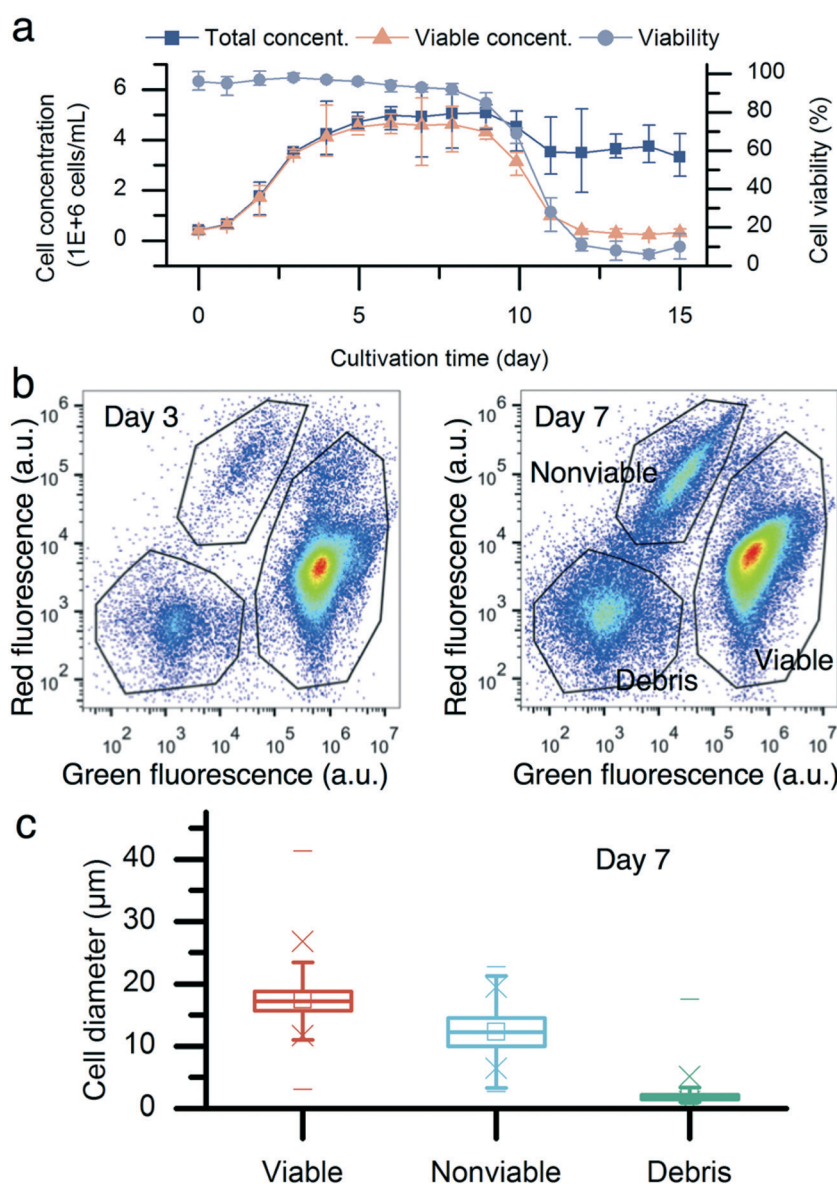 a
Total concent. Viable concent. Viability
Cell concentration
(1E+6 cells/mL)
6
4
2
0
100
80
60
40
20
0
Cell viability (%)
0 5 10 15
Cultivation time (day)
b
Day 3
Red fluorescence (a.u.)
10^6
10^5
10^4
10^3
10^2
10^2 10^3 10^4 10^5 10^6 10^7
Green fluorescence (a.u.)
Day 7
Nonviable
Viable
Debris
Red fluorescence (a.u.)
10^6
10^5
10^4
10^3
10^2
10^2 10^3 10^4 10^5 10^6 10^7
Green fluorescence (a.u.)
c
Day 7
Cell diameter (μm)
40
30
20
10
0
Viable Nonviable Debris